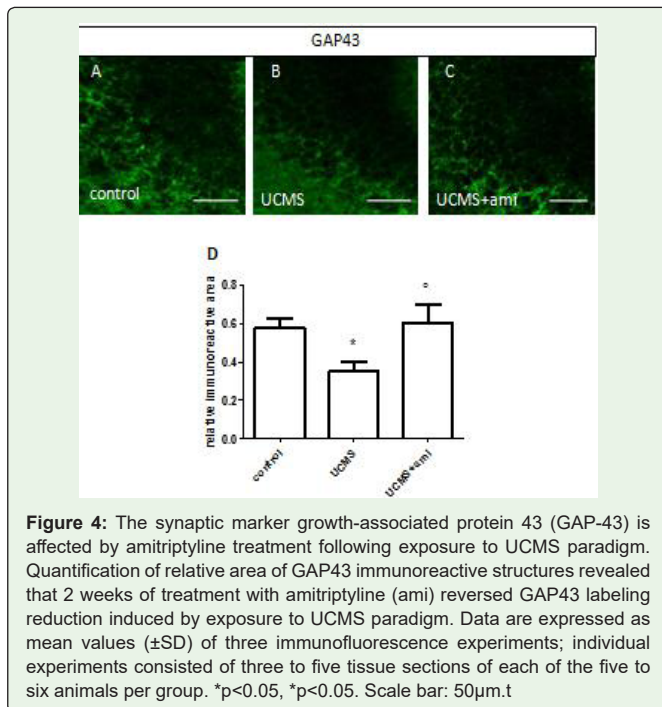 GAP43
A
B
C
control
UCMS
UCMS+ami
D
relative immunoreactive area
0.8
0.6
0.4
0.2
0.0
*
°
control
UCMS
UCMS+ami
Figure 4: The synaptic marker growth-associated protein 43 (GAP-43) is
affected by amitriptyline treatment following exposure to UCMS paradigm.
Quantification of relative area of GAP43 immunoreactive structures revealed
that 2 weeks of treatment with amitriptyline (ami) reversed GAP43 labeling
reduction induced by exposure to UCMS paradigm. Data are expressed as
mean values (±SD) of three immunofluorescence experiments; individual
experiments consisted of three to five tissue sections of each of the five to
six animals per group. *p<0.05, *p<0.05. Scale bar: 50µm.t